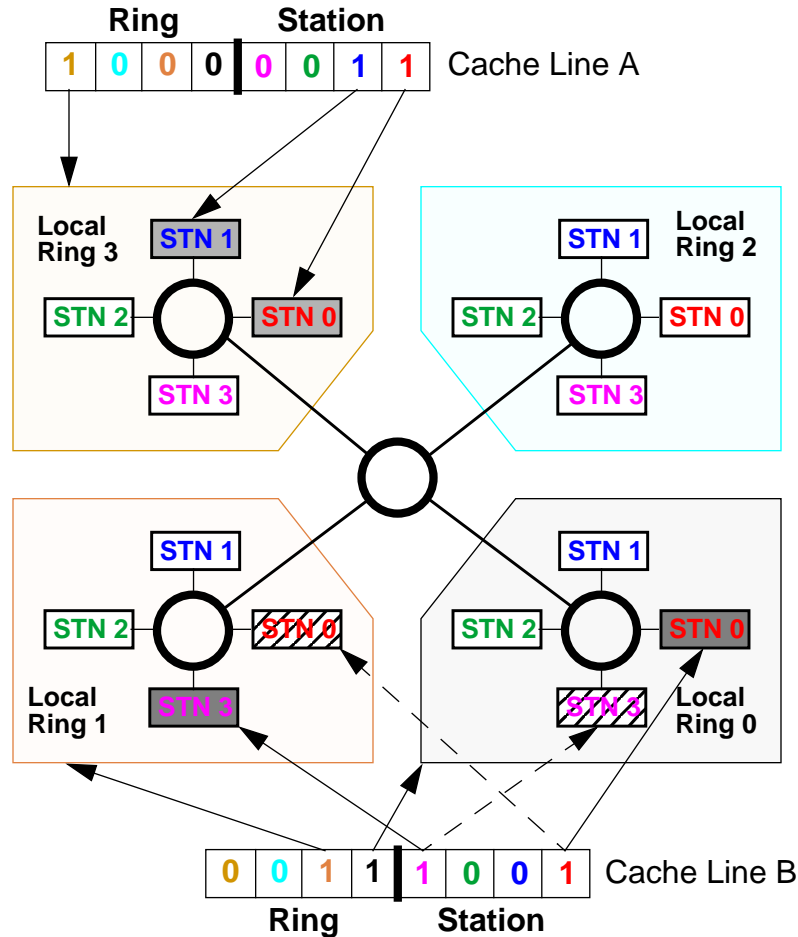 Ring Station
1 0 0 0 0 0 1 1 Cache Line A
Local
Ring 3
STN 1
STN 2
STN 0
STN 3
Local
Ring 2
STN 1
STN 2
STN 0
STN 3
STN 1
STN 2
STN 0
STN 3
Local
Ring 1
STN 1
STN 2
STN 0
STN 3
Local
Ring 0
0 0 1 1 1 0 0 1 Cache Line B
Ring Station